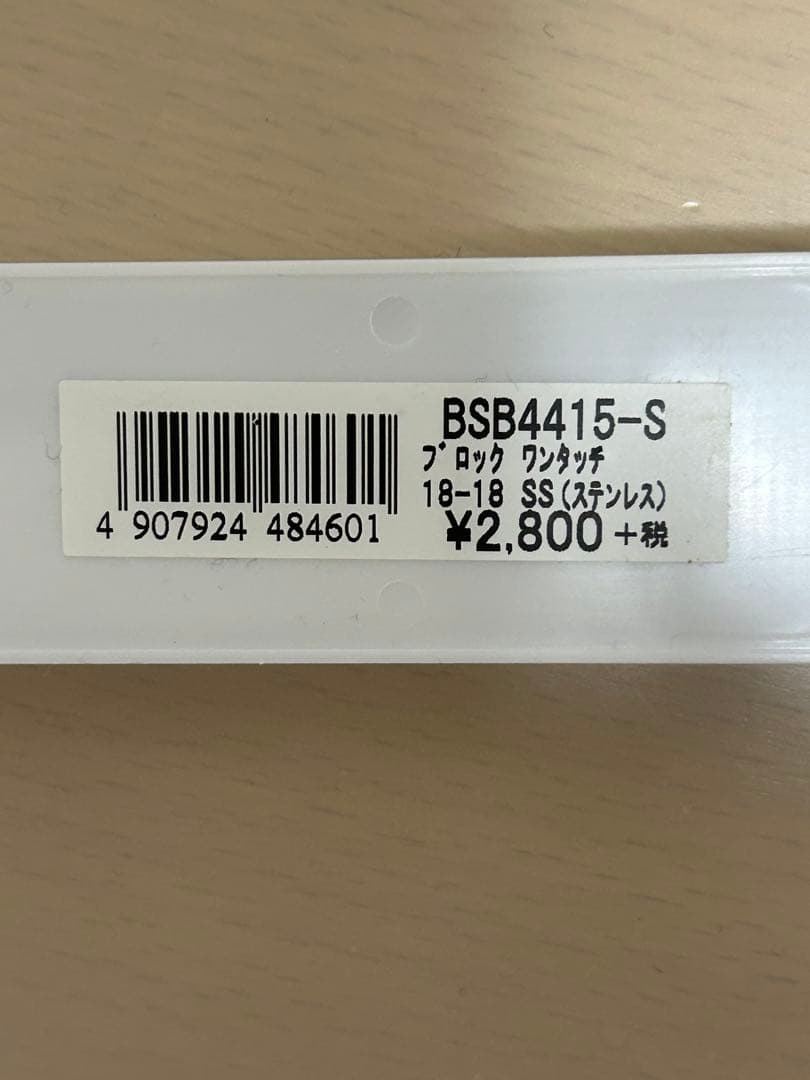 BSB4415-S
ブロック ワンタッチ
18-18 SS(ステンレス)
¥2,800+税
4 907924 484601